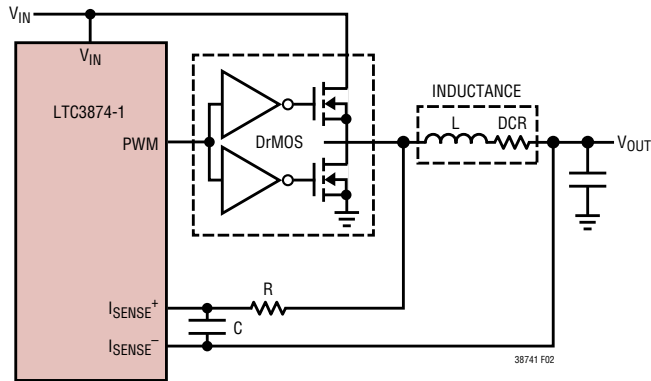 VIN
VIN
LTC3874-1
PWM
DrMOS
INDUCTANCE
L DCR
VOUT
R
ISENSE+
C
ISENSE–
38741 F02